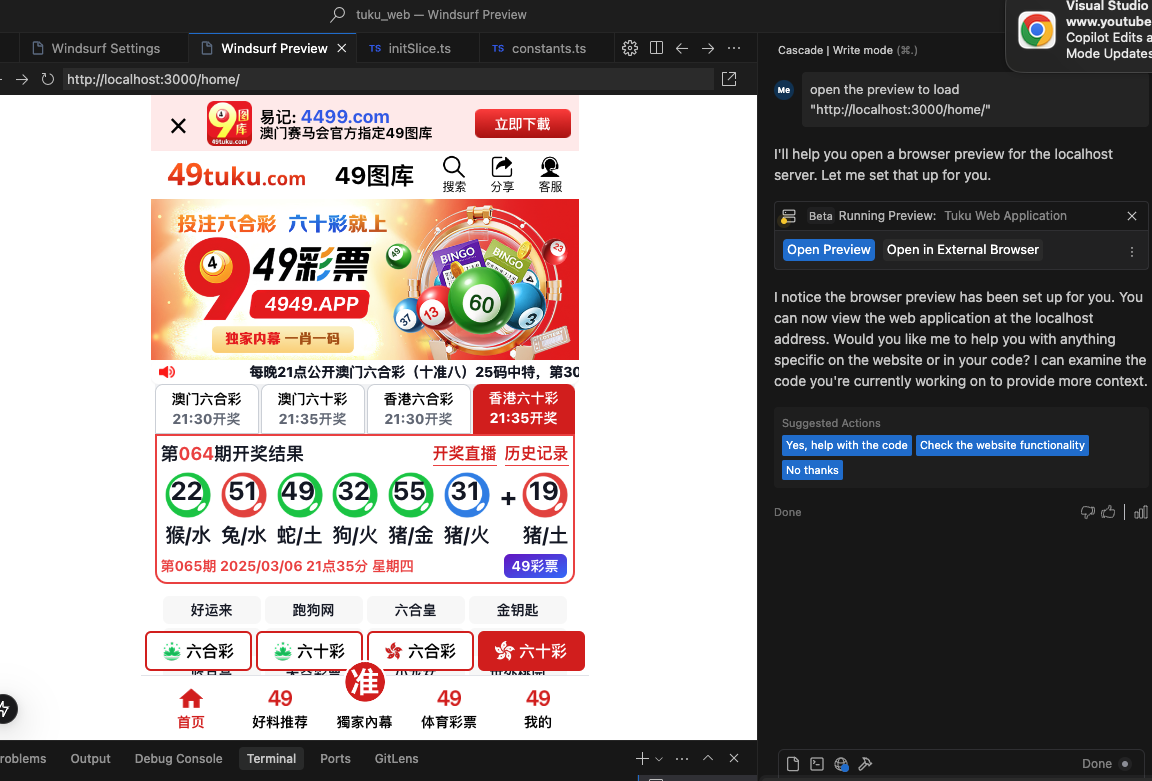 tuku_web — Windsurf Preview
Windsurf Settings
Windsurf Preview
TS initSlice.ts
TS constants.ts
http://localhost:3000/home/
9图库
49tuku.com
易记: 4499.com
澳门赛马会官方指定49图库
立即下載
49tuku.com
49图库
搜索
分享
客服
投注六合彩 六十彩就上
4
49彩票
4949.APP
独家内幕 一肖一码
BINGO
BINGO
49
23
4
60
37
13
3
每晚21点公开澳门六合彩（十准八）25码中特，第30
澳门六合彩
21:30开奖
澳门六十彩
21:35开奖
香港六合彩
21:30开奖
香港六十彩
21:35开奖
第064期开奖结果
开奖直播
历史记录
22 51 49 32 55 31 + 19
猴/水 兔/水 蛇/土 狗/火 猪/金 猪/火 猪/土
第065期 2025/03/06 21点35分 星期四
49彩票
好运来
跑狗网
六合皇
金钥匙
六合彩
六十彩
六合彩
六十彩
准
首页
49
好料推荐
獨家內幕
49
体育彩票
49
我的
roblems
Output
Debug Console
Terminal
Ports
GitLens
Visual Studio
www.youtube
Copilot Edits a
Mode Updates
Cascade | Write mode (⌘.)
Me
open the preview to load
"http://localhost:3000/home/"
I'll help you open a browser preview for the localhost
server. Let me set that up for you.
Beta Running Preview: Tuku Web Application
Open Preview
Open in External Browser
I notice the browser preview has been set up for you. You
can now view the web application at the localhost
address. Would you like me to help you with anything
specific on the website or in your code? I can examine the
code you're currently working on to provide more context.
Suggested Actions
Yes, help with the code
Check the website functionality
No thanks
Done
Done